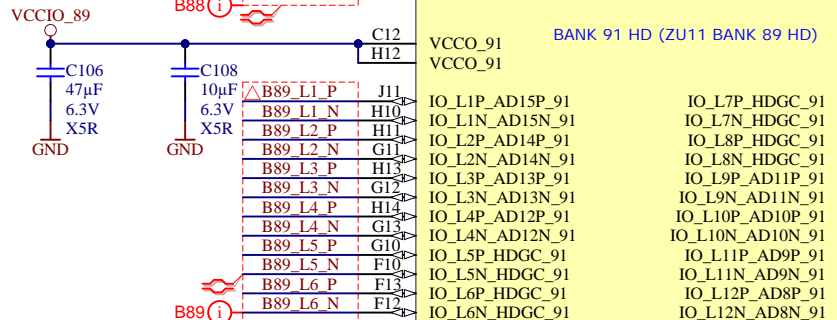 B88 i
VCCIO_89
C106
47µF
6.3V
X5R
GND
C108
10µF
6.3V
X5R
GND
BANK 91 HD (ZU11 BANK 89 HD)
C12 VCCO_91
H12 VCCO_91
B89_L1_P J11 IO_L1P_AD15P_91 IO_L7P_HDGC_91
B89_L1_N H10 IO_L1N_AD15N_91 IO_L7N_HDGC_91
B89_L2_P H11 IO_L2P_AD14P_91 IO_L8P_HDGC_91
B89_L2_N G11 IO_L2N_AD14N_91 IO_L8N_HDGC_91
B89_L3_P H13 IO_L3P_AD13P_91 IO_L9P_AD11P_91
B89_L3_N G12 IO_L3N_AD13N_91 IO_L9N_AD11N_91
B89_L4_P H14 IO_L4P_AD12P_91 IO_L10P_AD10P_91
B89_L4_N G13 IO_L4N_AD12N_91 IO_L10N_AD10N_91
B89_L5_P G10 IO_L5P_HDGC_91 IO_L11P_AD9P_91
B89_L5_N F10 IO_L5N_HDGC_91 IO_L11N_AD9N_91
B89_L6_P F13 IO_L6P_HDGC_91 IO_L12P_AD8P_91
B89 i B89_L6_N F12 IO_L6N_HDGC_91 IO_L12N_AD8N_91